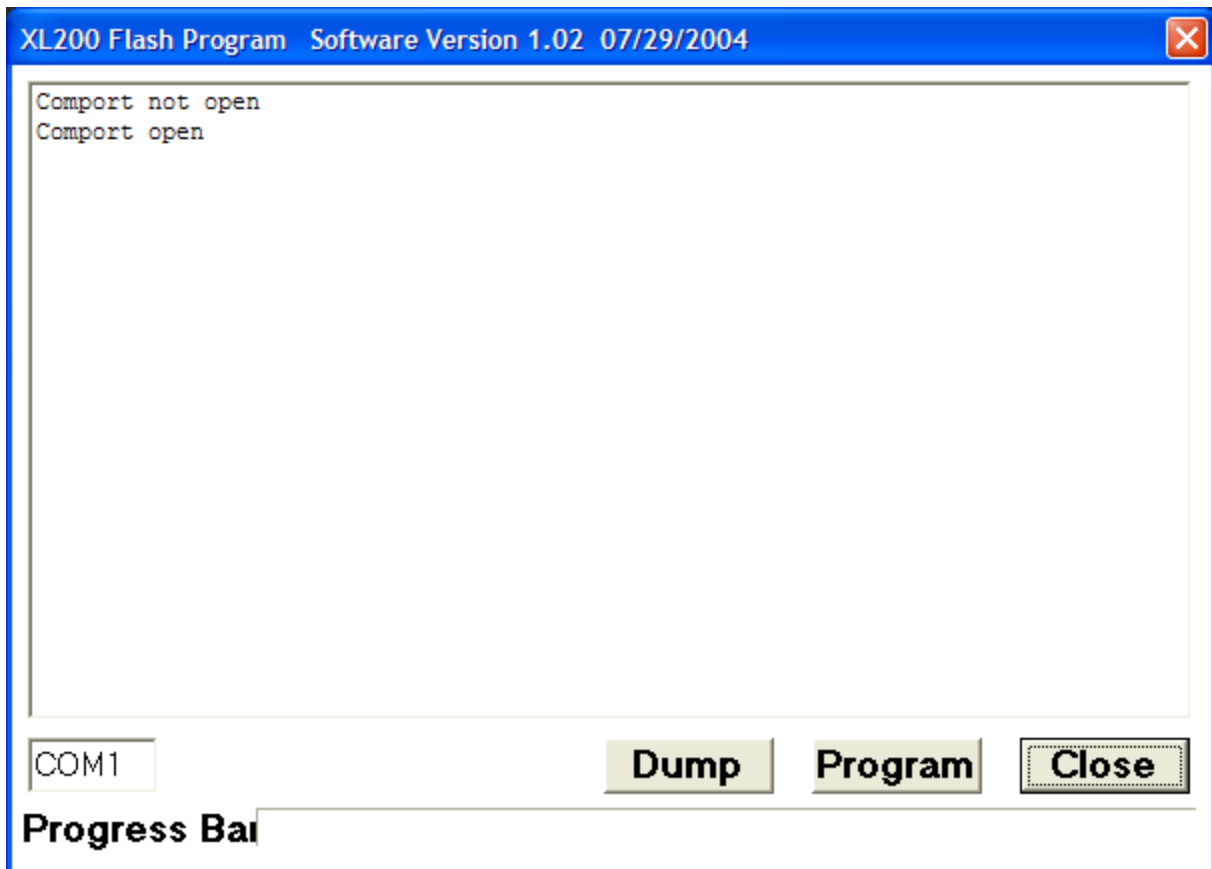 XL200 Flash Program   Software Version 1.02  07/29/2004
Comport not open
Comport open
COM1
Dump
Program
Close
Progress Bar